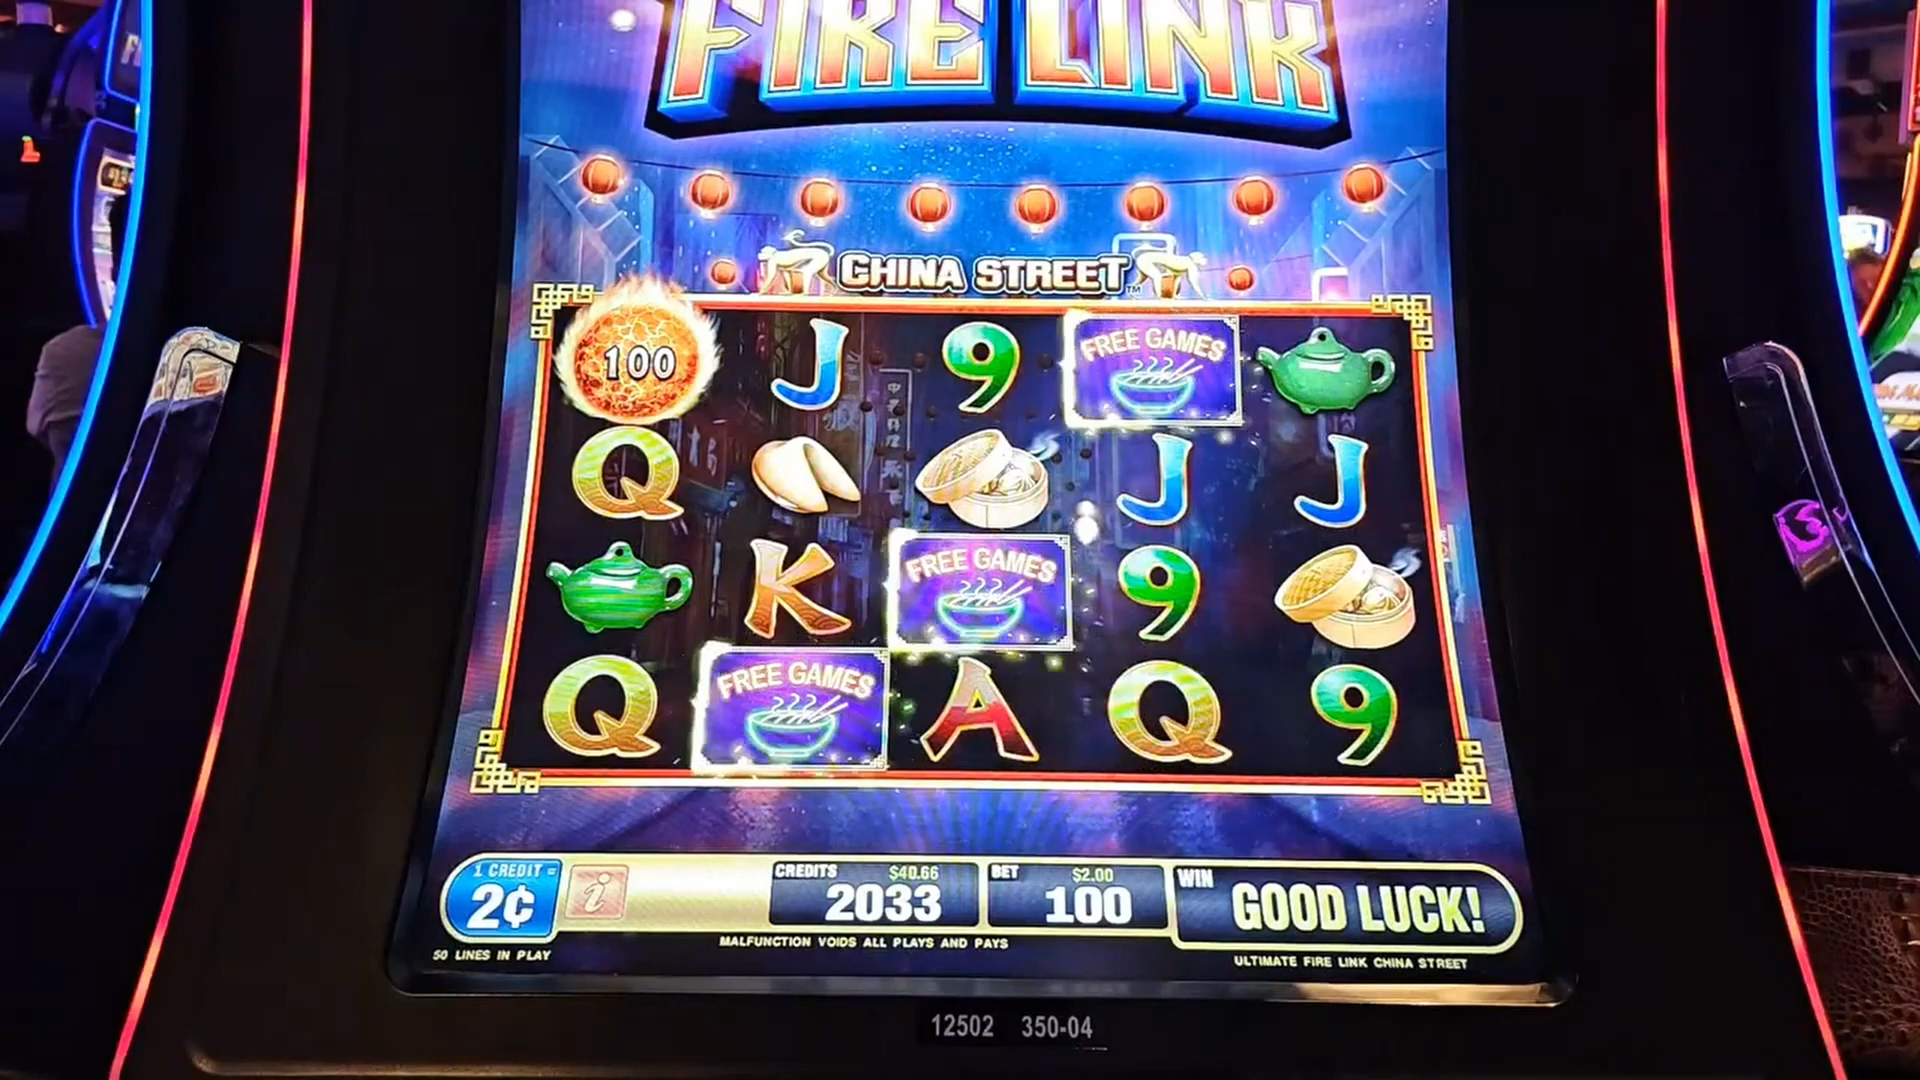 FIRE LINK
CHINA STREET™
100 J 9 FREE GAMES
Q J J
K FREE GAMES 9
Q FREE GAMES A Q 9
1 CREDIT =
2¢
i
CREDITS $40.66
2033
BET $2.00
100
WIN
GOOD LUCK!
50 LINES IN PLAY
MALFUNCTION VOIDS ALL PLAYS AND PAYS
ULTIMATE FIRE LINK CHINA STREET
12502 350-04